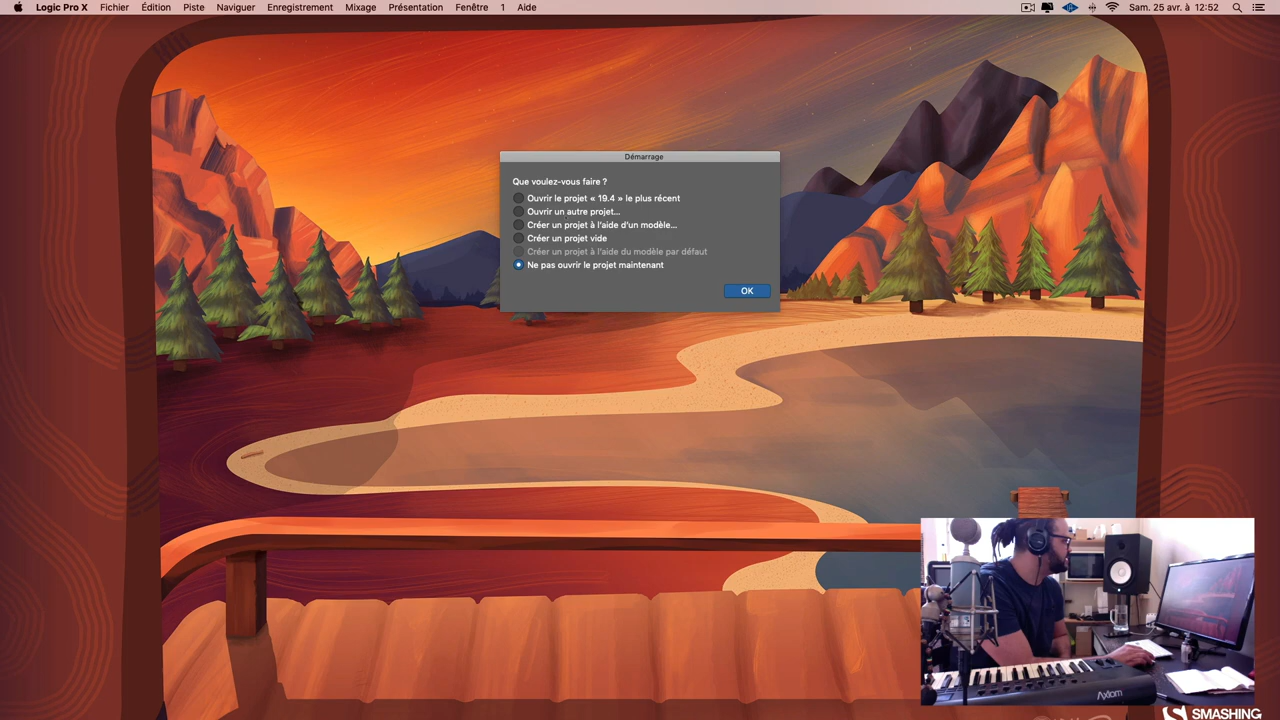 Logic Pro X Fichier Édition Piste Naviguer Enregistrement Mixage Présentation Fenêtre 1 Aide Sam. 25 avr. à 12:52
Démarrage
Que voulez-vous faire ?
Ouvrir le projet « 19.4 » le plus récent
Ouvrir un autre projet...
Créer un projet à l'aide d'un modèle...
Créer un projet vide
Créer un projet à l'aide du modèle par défaut
Ne pas ouvrir le projet maintenant
OK
Axiom
SMASHING